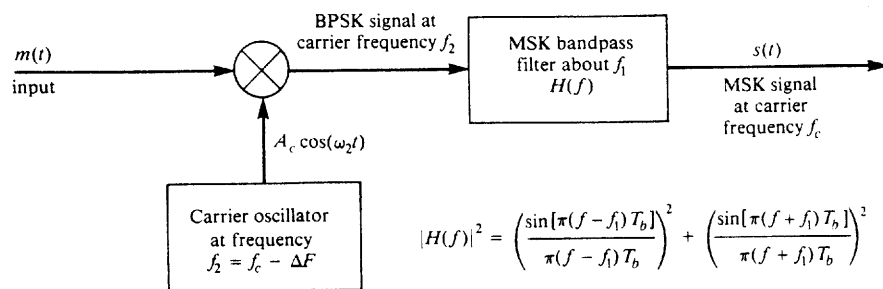 BPSK signal at
carrier frequency f₂
m(t)
input
MSK bandpass
filter about f₁
H(f)
s(t)
MSK signal
at carrier
frequency f_c
A_c cos(ω₂t)
Carrier oscillator
at frequency
f₂ = f_c − ΔF
|H(f)|² = (sin[π(f − f₁)T_b] / π(f − f₁)T_b)² + (sin[π(f + f₁)T_b] / π(f + f₁)T_b)²